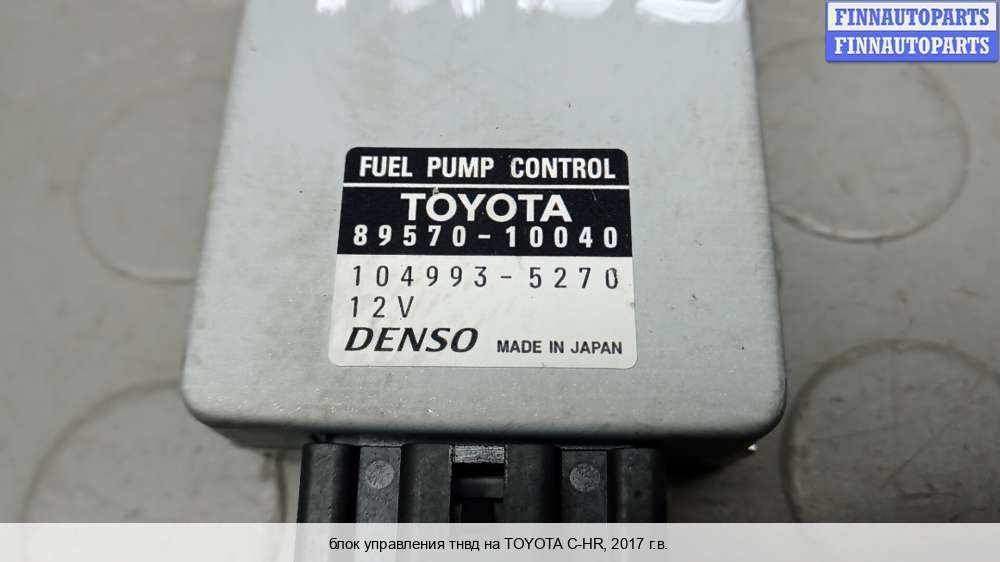 FINNAUTOPARTS
FINNAUTOPARTS
FUEL PUMP CONTROL
TOYOTA
89570-10040
104993-5270
12V
DENSO MADE IN JAPAN
блок управления тнвд на TOYOTA C-HR, 2017 г.в.